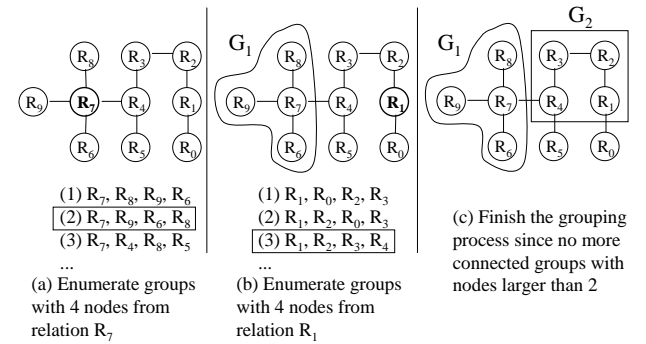 R8 R3 R2
R9 R7 R4 R1
R6 R5 R0
(1) R7, R8, R9, R6
(2) R7, R9, R6, R8
(3) R7, R4, R8, R5
...
(a) Enumerate groups
with 4 nodes from
relation R7
G1
R8 R3 R2
R9 R7 R4 R1
R6 R5 R0
(1) R1, R0, R2, R3
(2) R1, R2, R0, R3
(3) R1, R2, R3, R4
...
(b) Enumerate groups
with 4 nodes from
relation R1
G2
G1
R8 R3 R2
R9 R7 R4 R1
R6 R5 R0
(c) Finish the grouping
process since no more
connected groups with
nodes larger than 2